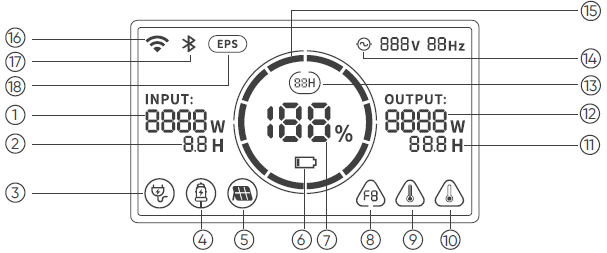 ⑮
⑯ EPS 888V 88Hz
⑰ ⑭
⑱ 88H ⑬
INPUT: OUTPUT:
① 8888 W 188% 8888 W ⑫
② 8.8 H 88.8 H ⑪
③ F8
④ ⑤ ⑥ ⑦ ⑧ ⑨ ⑩